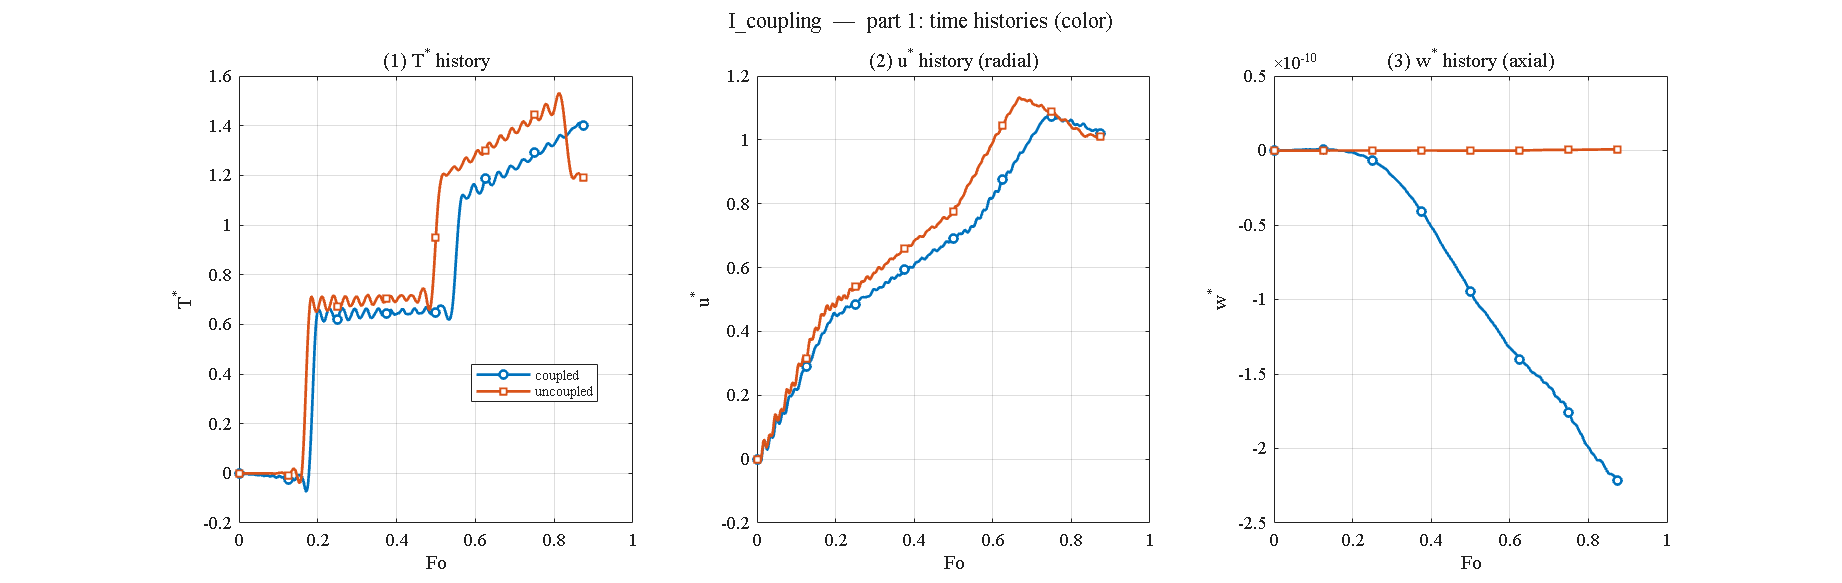 I_coupling — part 1: time histories (color)
(1) T* history
1.6
1.4
1.2
1
0.8
0.6
0.4
0.2
0
-0.2
T*
0 0.2 0.4 0.6 0.8 1
Fo
coupled
uncoupled
(2) u* history (radial)
1.2
1
0.8
0.6
0.4
0.2
0
-0.2
u*
0 0.2 0.4 0.6 0.8 1
Fo
(3) w* history (axial)
×10-10
0.5
0
-0.5
-1
-1.5
-2
-2.5
w*
0 0.2 0.4 0.6 0.8 1
Fo